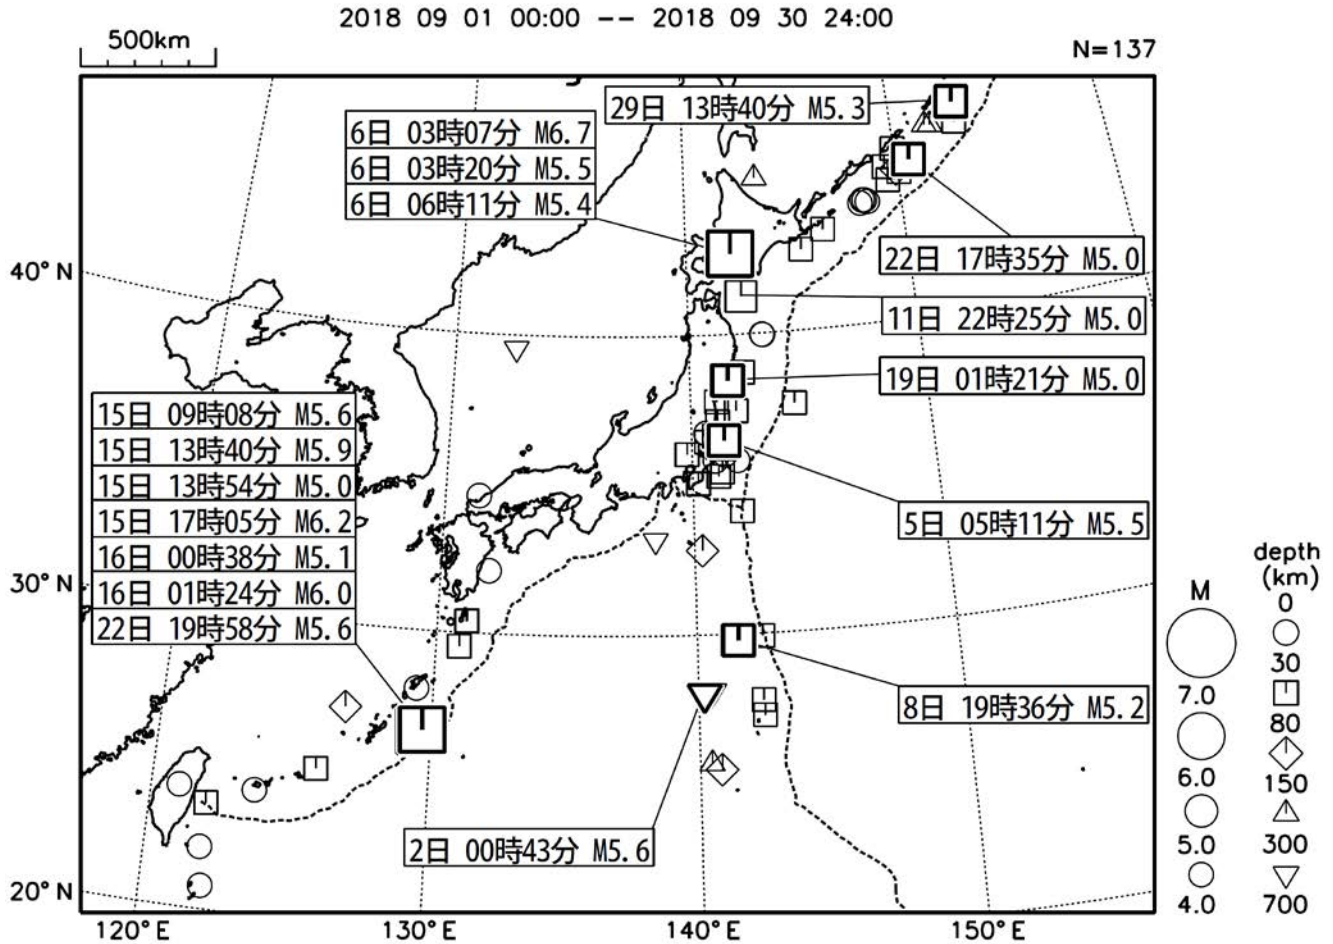 2018 09 01 00:00 -- 2018 09 30 24:00
500km
N=137
29日 13時40分 M5.3
6日 03時07分 M6.7
6日 03時20分 M5.5
6日 06時11分 M5.4
22日 17時35分 M5.0
40°N
11日 22時25分 M5.0
19日 01時21分 M5.0
15日 09時08分 M5.6
15日 13時40分 M5.9
15日 13時54分 M5.0
15日 17時05分 M6.2
16日 00時38分 M5.1
16日 01時24分 M6.0
22日 19時58分 M5.6
5日 05時11分 M5.5
30°N
8日 19時36分 M5.2
2日 00時43分 M5.6
20°N
120°E 130°E 140°E 150°E
M
7.0
6.0
5.0
4.0
depth
(km)
0
30
80
150
300
700